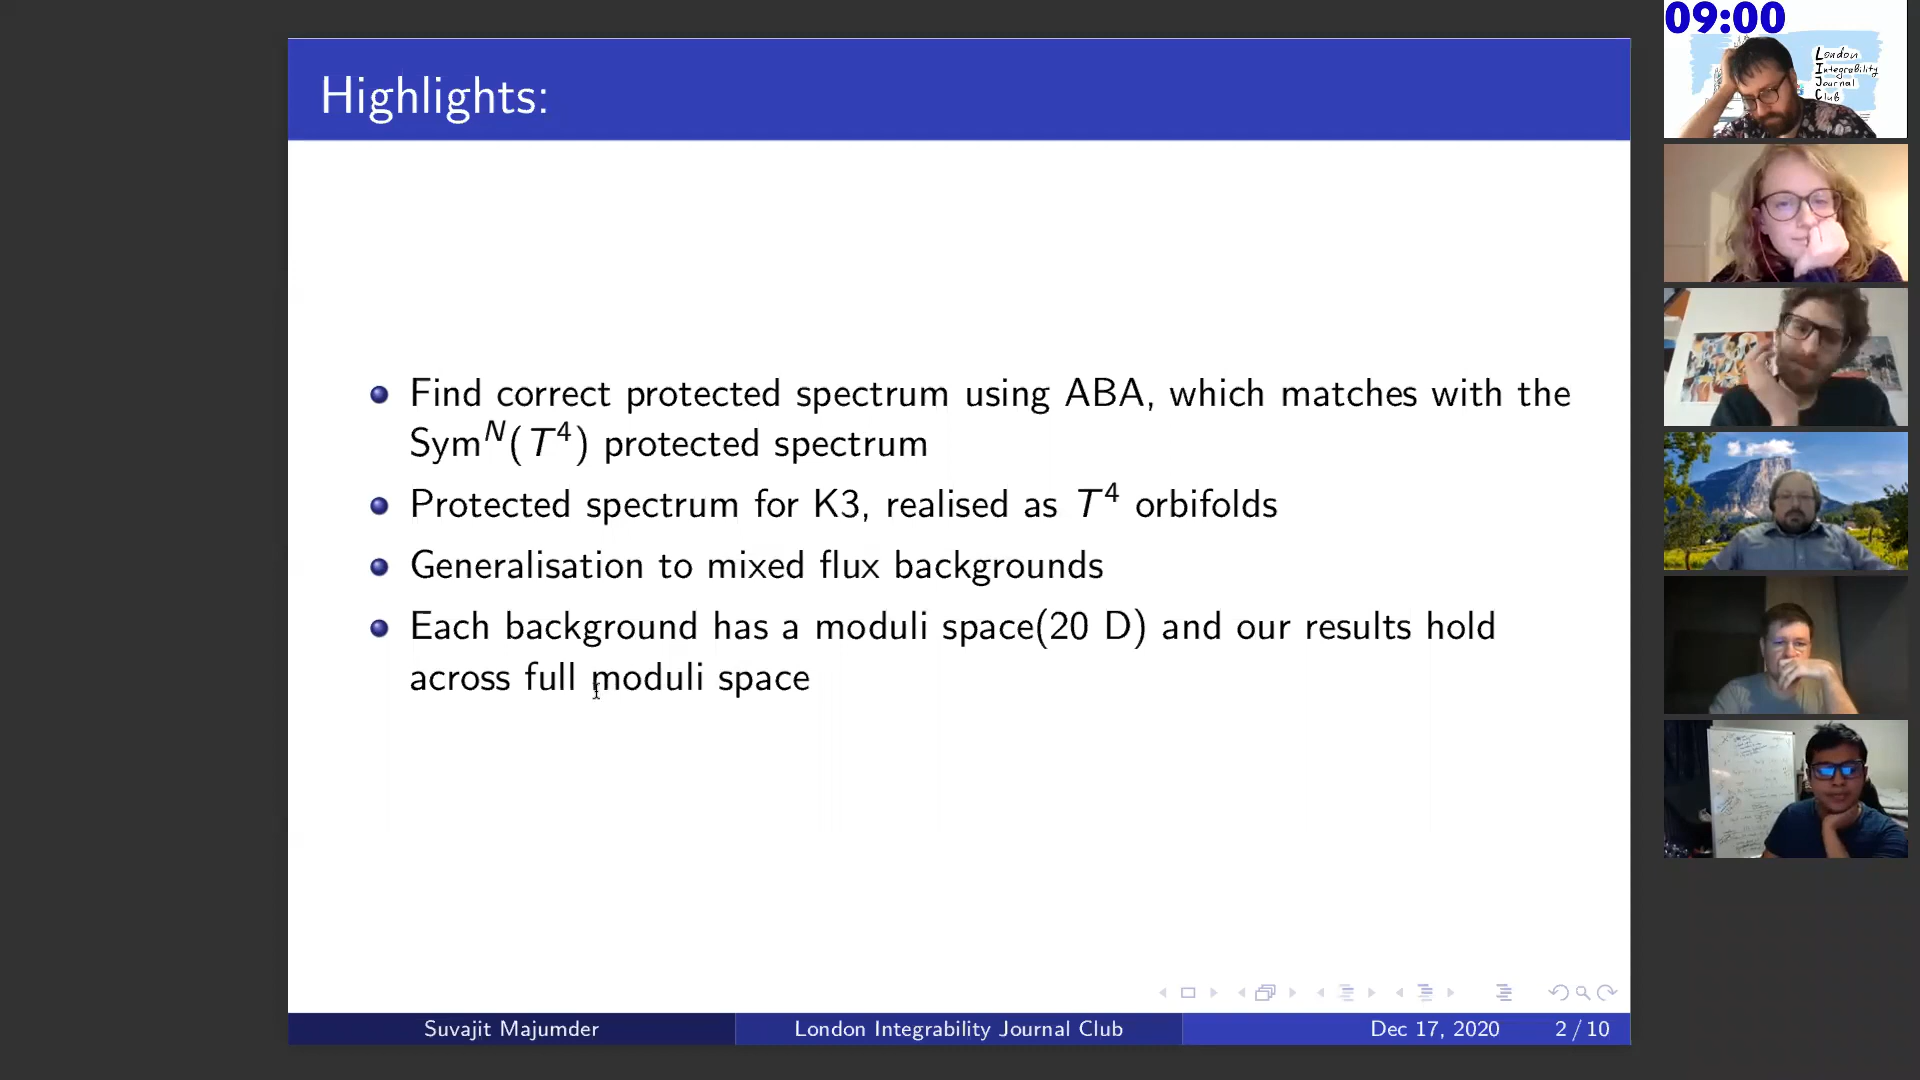 Highlights:
Find correct protected spectrum using ABA, which matches with the
Sym^N(T^4) protected spectrum
Protected spectrum for K3, realised as T^4 orbifolds
Generalisation to mixed flux backgrounds
Each background has a moduli space(20 D) and our results hold
across full moduli space
Suvajit Majumder London Integrability Journal Club Dec 17, 2020 2 / 10
09:00
London
Integrability
Journal
Club